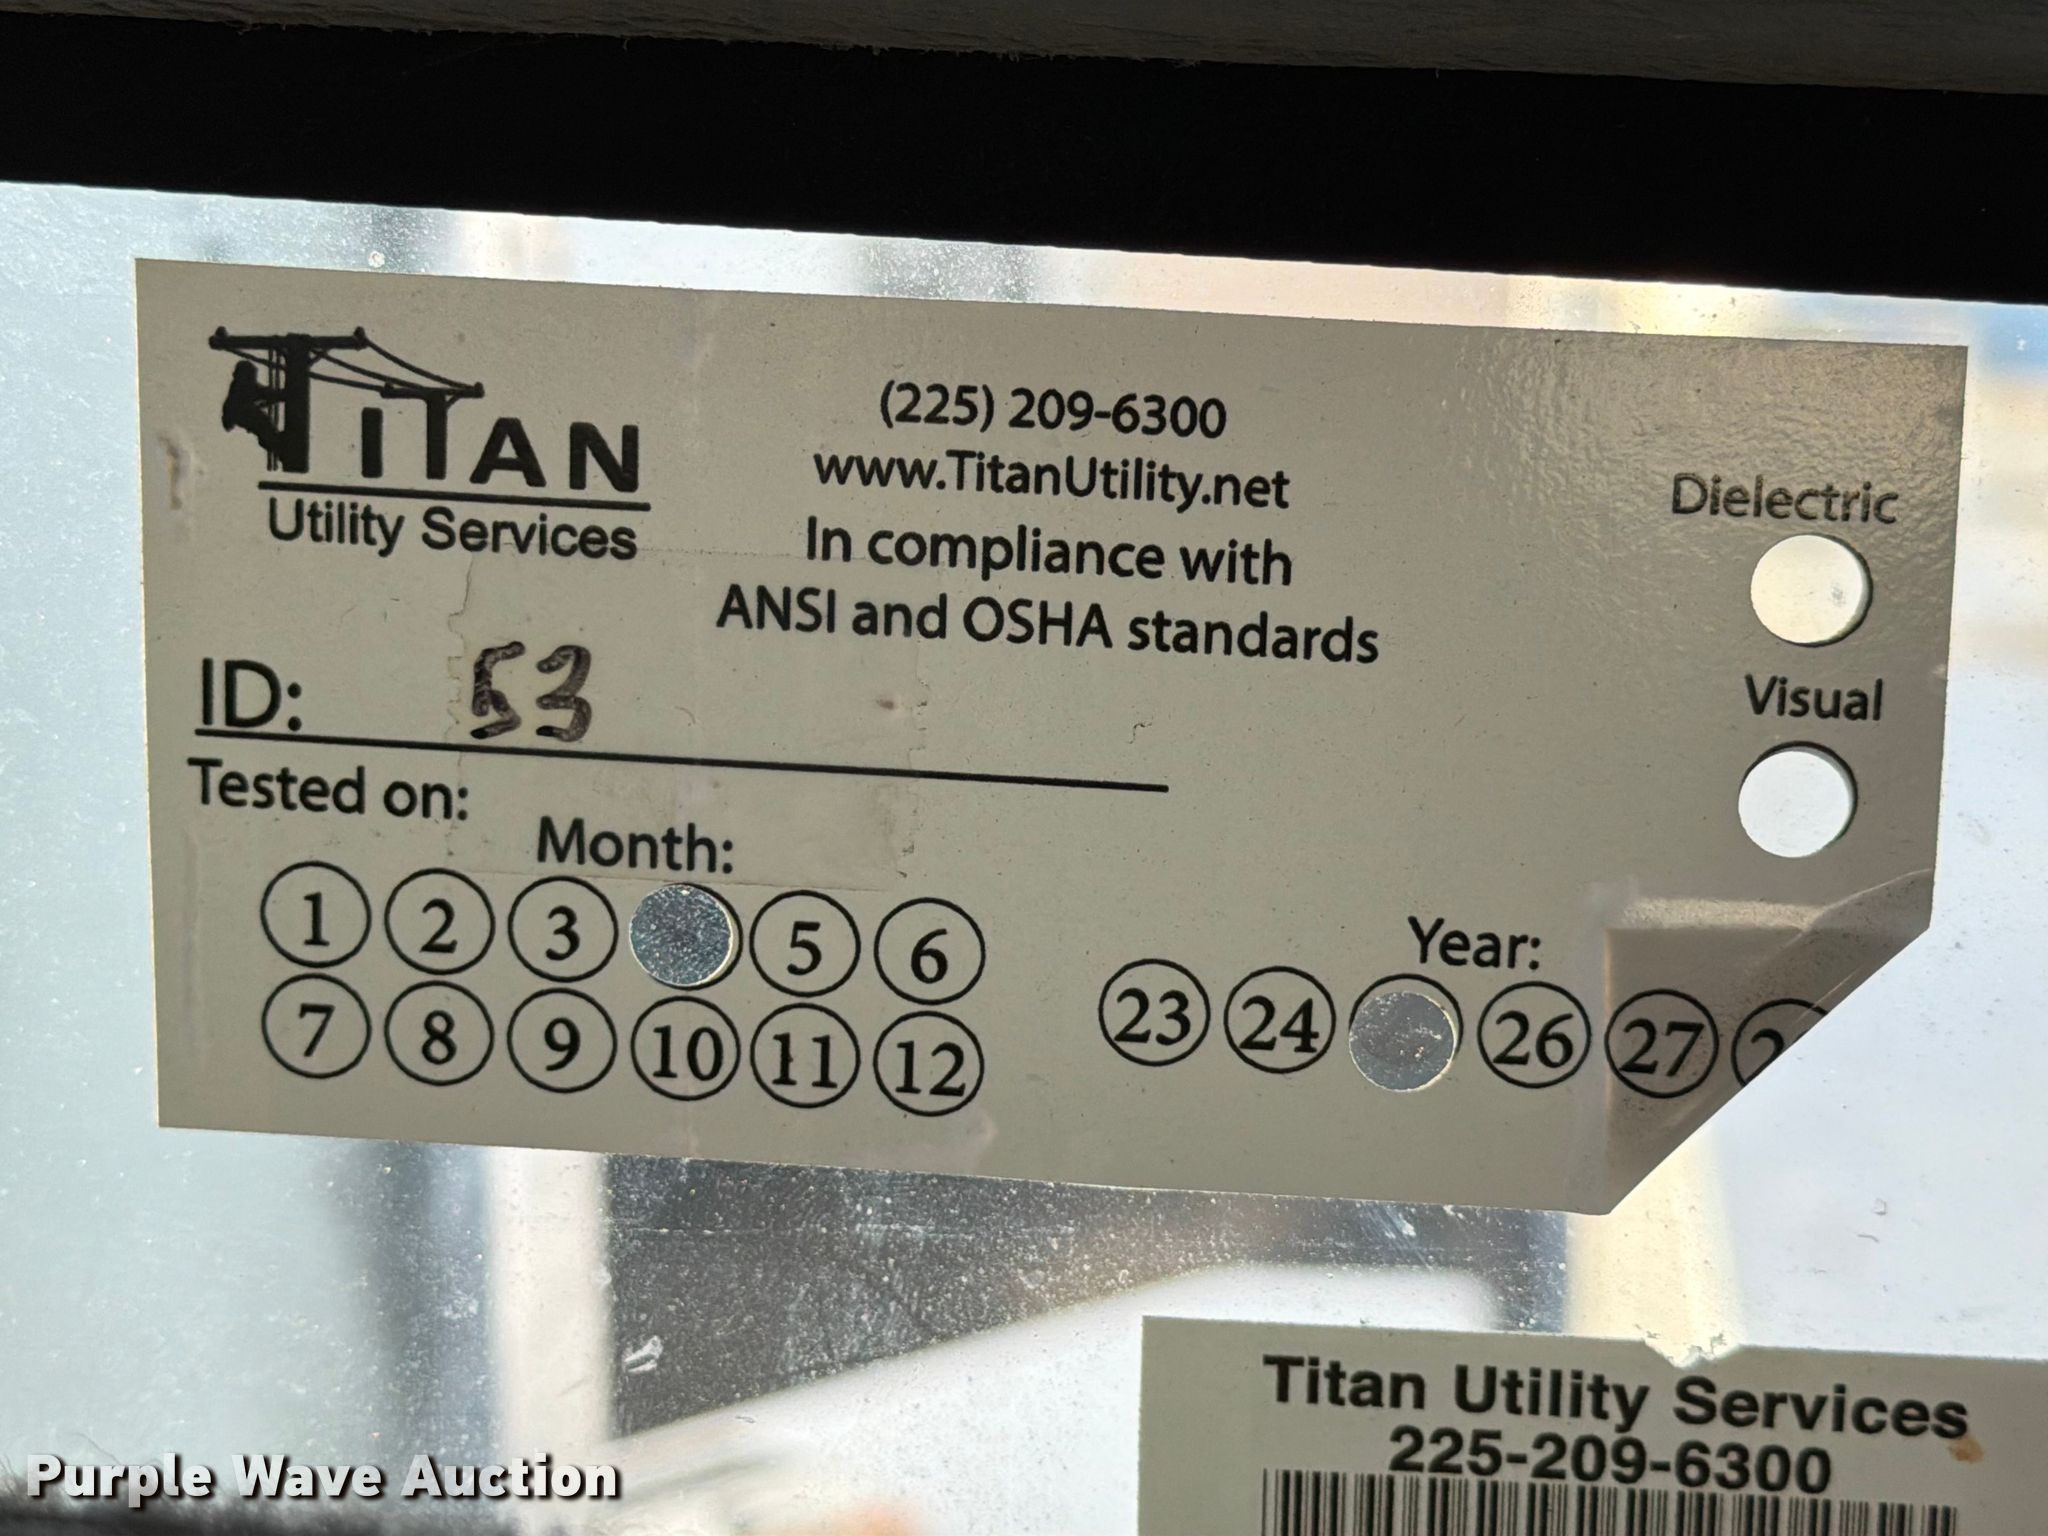 TITAN
Utility Services
(225) 209-6300
www.TitanUtility.net
In compliance with
ANSI and OSHA standards
Dielectric
Visual
ID: 53
Tested on:
Month:
1 2 3 5 6
7 8 9 10 11 12
Year:
23 24 26 27
Titan Utility Services
225-209-6300
Purple Wave Auction